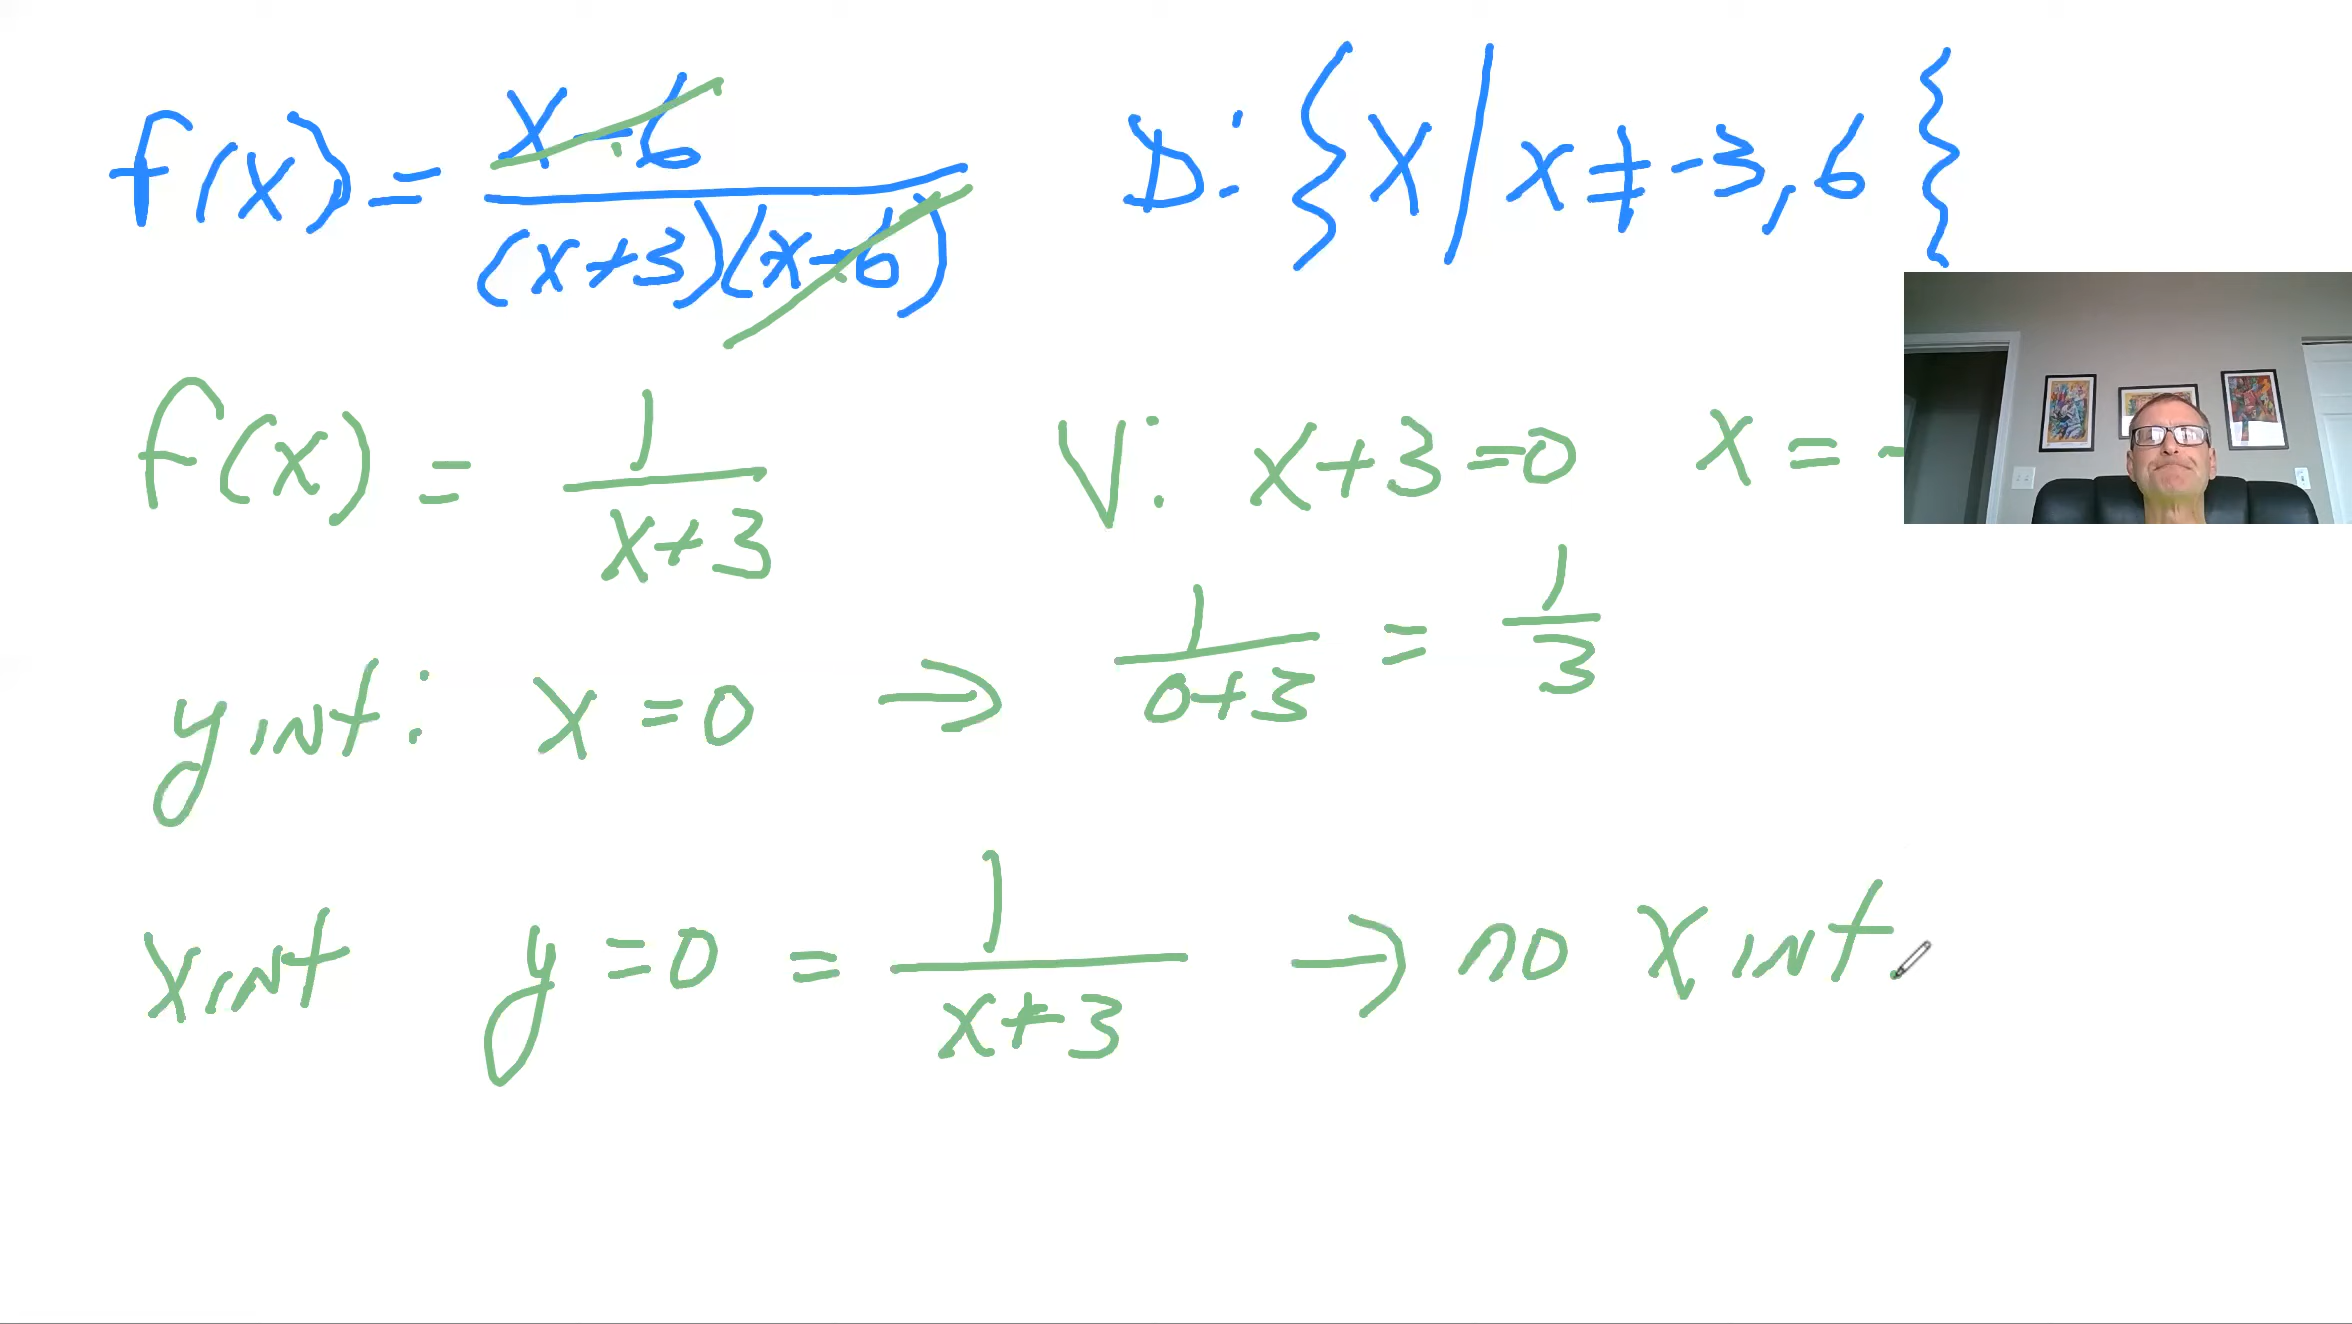 f(x) = x-6 / (x+3)(x-6) D: {x | x ≠ -3, 6}
f(x) = 1 / x+3 V: x+3=0 x = -
y int: x = 0 ⇒ 1 / 0+3 = 1/3
x int y = 0 = 1 / x+3 → no x int.